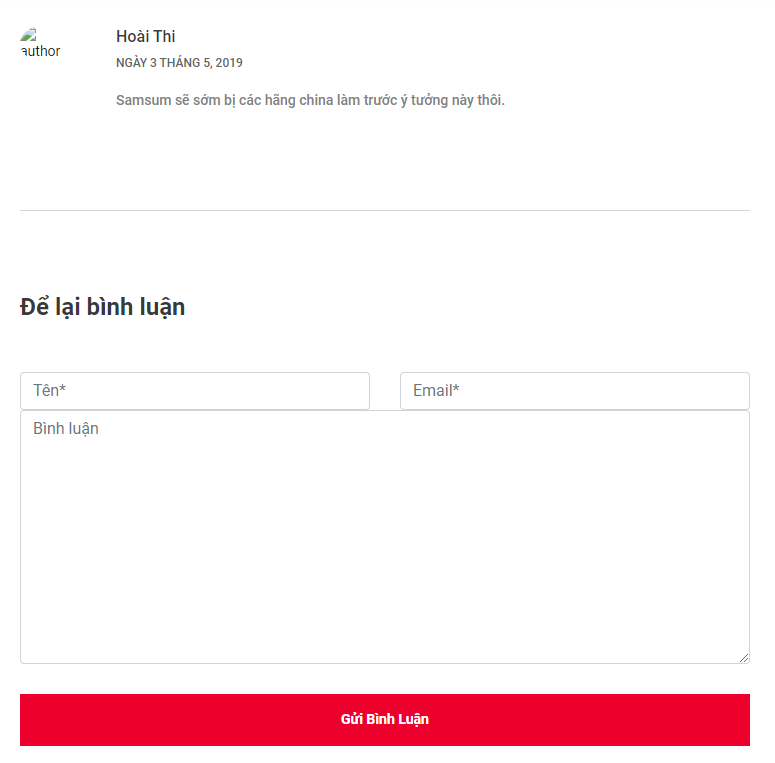 author
Hoài Thi
NGÀY 3 THÁNG 5, 2019
Samsum sẽ sớm bị các hãng china làm trước ý tưởng này thôi.
Để lại bình luận
Tên*
Email*
Bình luận
Gửi Bình Luận